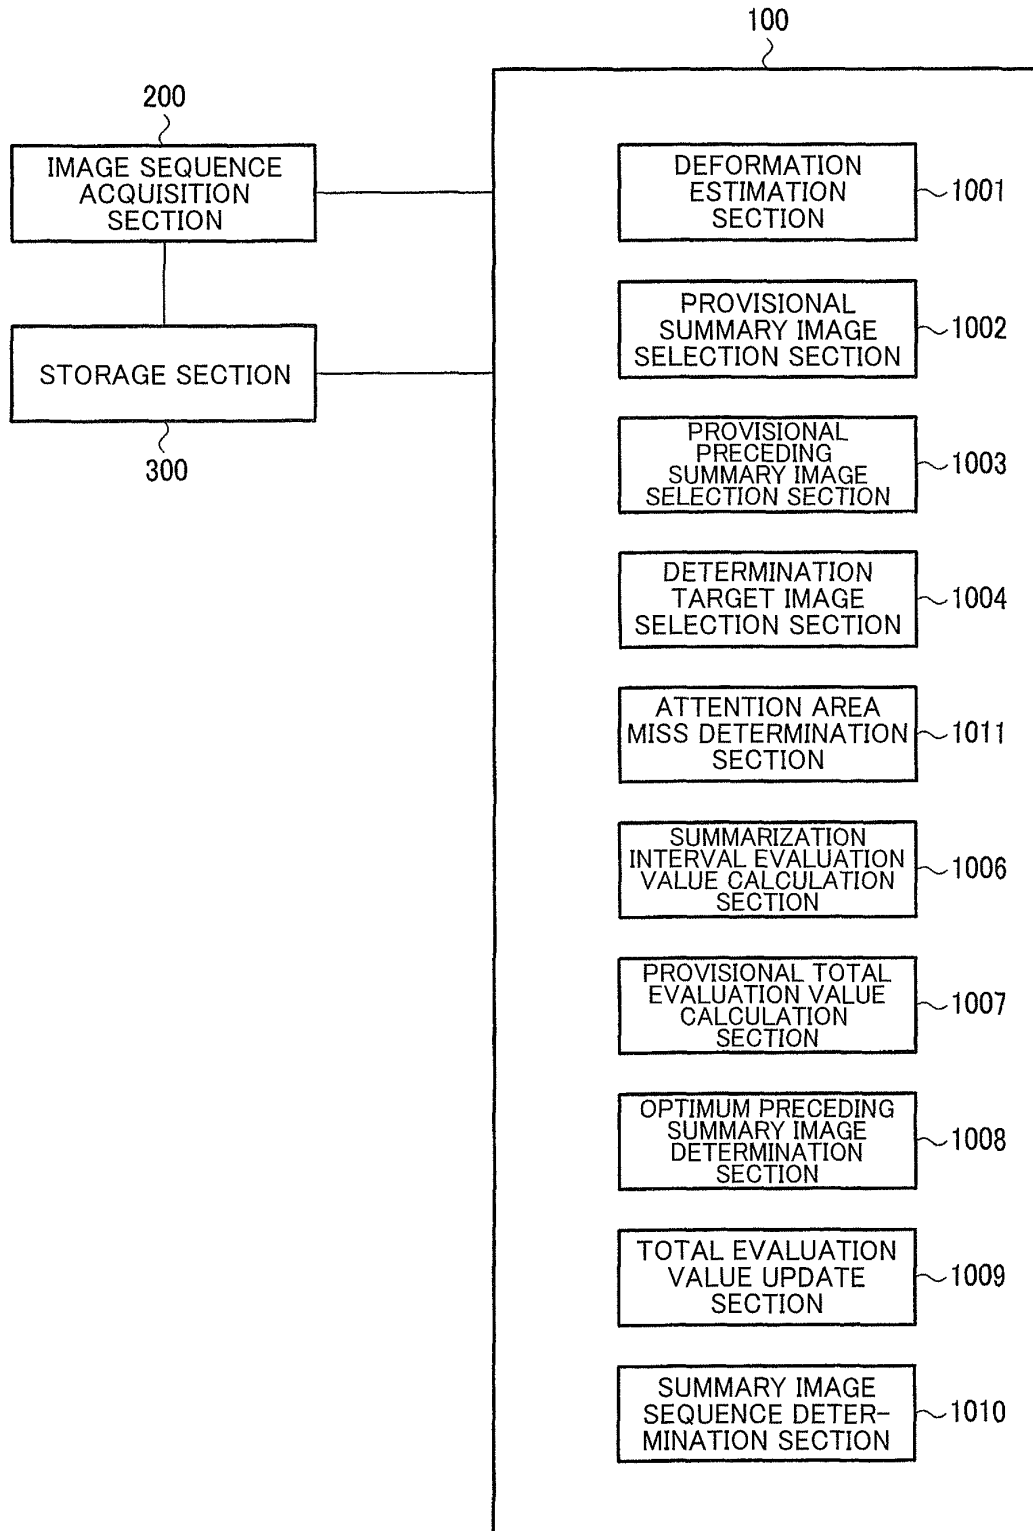 100
200
IMAGE SEQUENCE
ACQUISITION
SECTION
STORAGE SECTION
300
DEFORMATION
ESTIMATION
SECTION
1001
PROVISIONAL
SUMMARY IMAGE
SELECTION SECTION
1002
PROVISIONAL
PRECEDING
SUMMARY IMAGE
SELECTION SECTION
1003
DETERMINATION
TARGET IMAGE
SELECTION SECTION
1004
ATTENTION AREA
MISS DETERMINATION
SECTION
1011
SUMMARIZATION
INTERVAL EVALUATION
VALUE CALCULATION
SECTION
1006
PROVISIONAL TOTAL
EVALUATION VALUE
CALCULATION
SECTION
1007
OPTIMUM PRECEDING
SUMMARY IMAGE
DETERMINATION
SECTION
1008
TOTAL EVALUATION
VALUE UPDATE
SECTION
1009
SUMMARY IMAGE
SEQUENCE DETER-
MINATION SECTION
1010